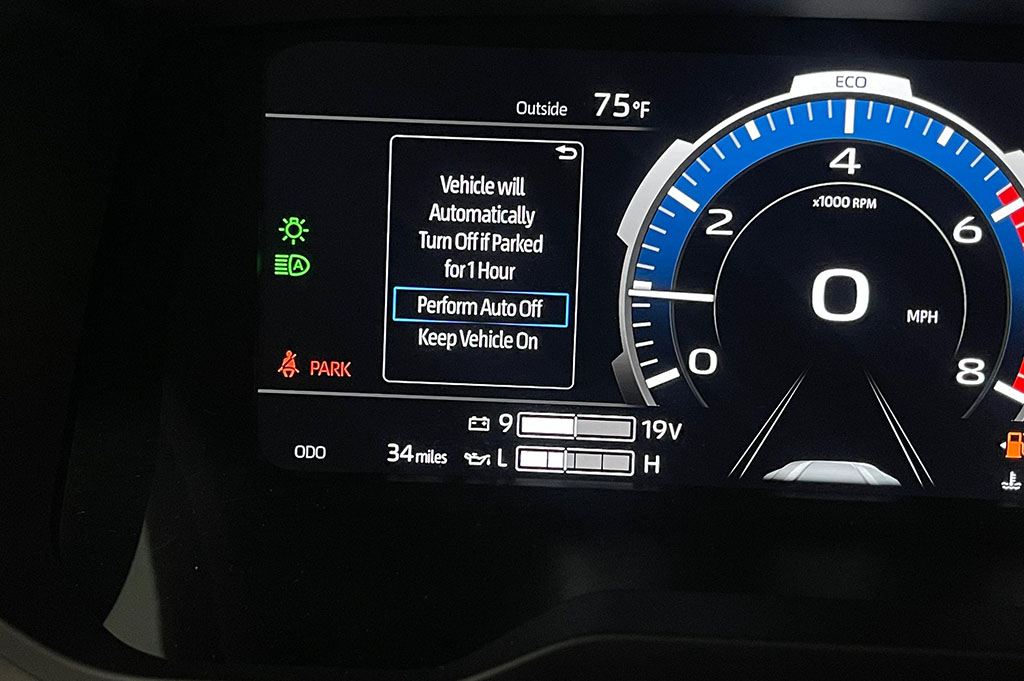 Outside 75°F
Vehicle will
Automatically
Turn Off if Parked
for 1 Hour
Perform Auto Off
Keep Vehicle On
A
PARK
9 19V
ODO 34 miles L H
ECO
0 2 4 6 8
x1000 RPM
0 MPH